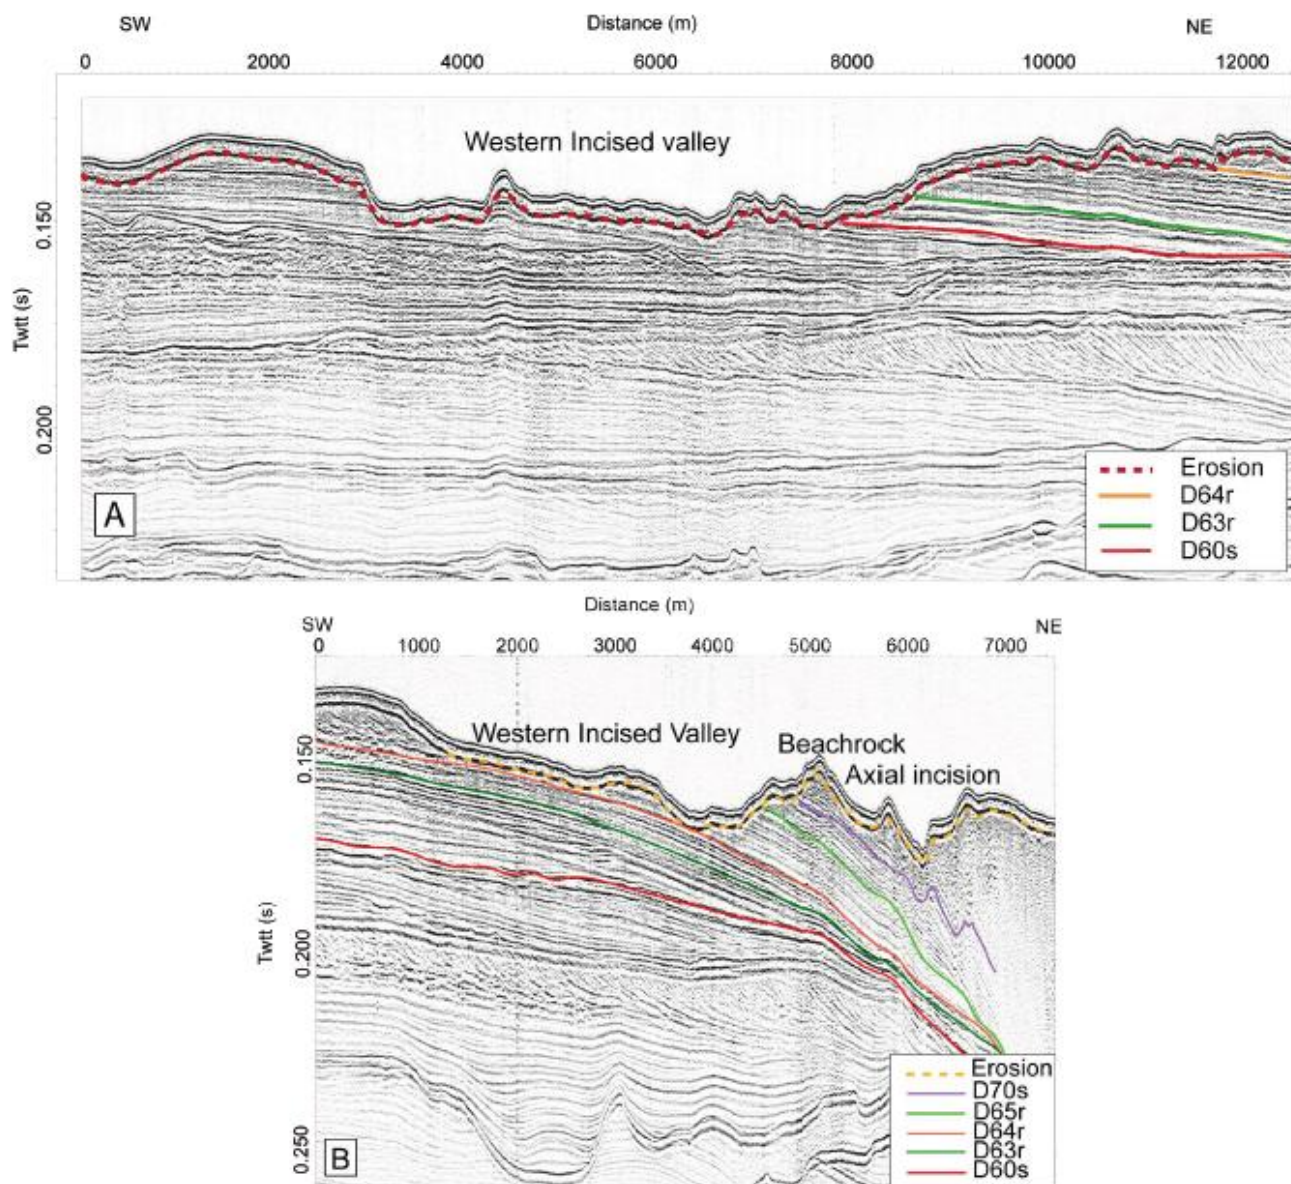 SW Distance (m) NE
0 2000 4000 6000 8000 10000 12000
Western Incised valley
0.150
Twtt (s)
0.200
Erosion
D64r
D63r
D60s
A
Distance (m)
SW NE
0 1000 2000 3000 4000 5000 6000 7000
Western Incised Valley
Beachrock
Axial incision
0.150
Twtt (s)
0.200
0.250
Erosion
D70s
D65r
D64r
D63r
D60s
B